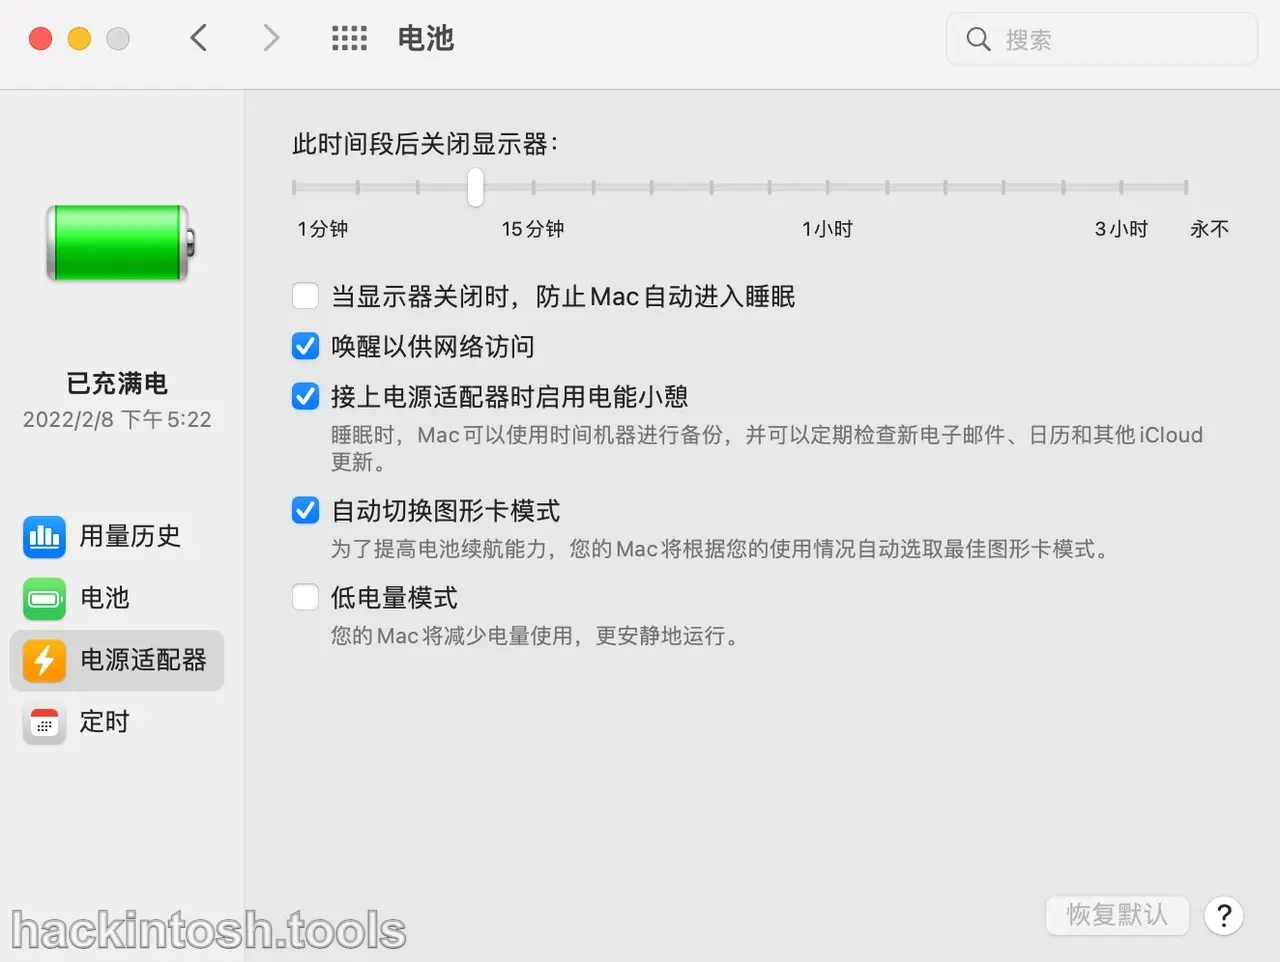 电池
搜索
此时间段后关闭显示器：
1分钟 15分钟 1小时 3小时 永不
当显示器关闭时，防止Mac自动进入睡眠
唤醒以供网络访问
接上电源适配器时启用电能小憩
睡眠时，Mac可以使用时间机器进行备份，并可以定期检查新电子邮件、日历和其他iCloud
更新。
自动切换图形卡模式
为了提高电池续航能力，您的Mac将根据您的使用情况自动选取最佳图形卡模式。
低电量模式
您的Mac将减少电量使用，更安静地运行。
已充满电
2022/2/8 下午5:22
用量历史
电池
电源适配器
定时
恢复默认 ?
hackintosh.tools